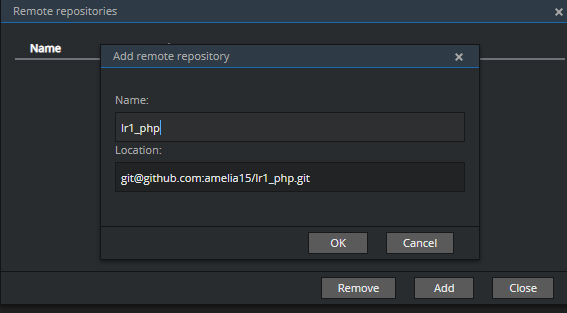 Remote repositories
Name
Add remote repository
Name:
lr1_php
Location:
git@github.com:amelia15/lr1_php.git
OK
Cancel
Remove
Add
Close